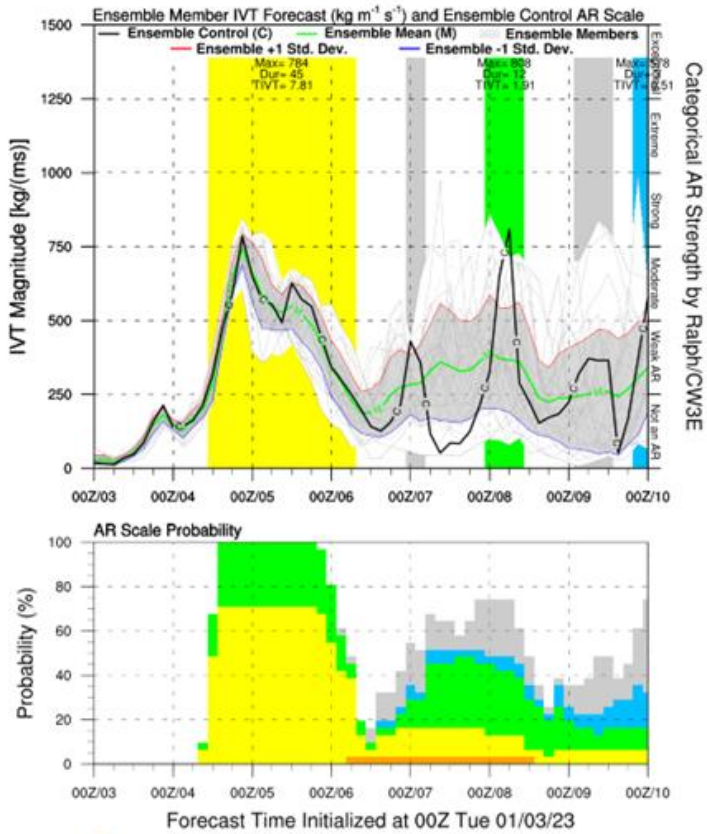 Ensemble Member IVT Forecast (kg m⁻¹ s⁻¹) and Ensemble Control AR Scale
Ensemble Control (C) Ensemble Mean (M) Ensemble Members
Ensemble +1 Std. Dev. Ensemble -1 Std. Dev.
Max= 784
Dur= 45
TIVT= 7.81
Max= 808
Dur= 12
TIVT= 1.91
IVT Magnitude [kg/(ms)]
1500
1250
1000
750
500
250
0
Exceptional
Extreme
Strong
Moderate
Weak AR
Not an AR
Categorical AR Strength by Ralph/CW3E
00Z/03 00Z/04 00Z/05 00Z/06 00Z/07 00Z/08 00Z/09 00Z/10
AR Scale Probability
Probability (%)
100
80
60
40
20
0
00Z/03 00Z/04 00Z/05 00Z/06 00Z/07 00Z/08 00Z/09 00Z/10
Forecast Time Initialized at 00Z Tue 01/03/23